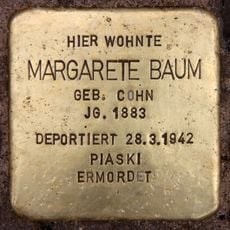 HIER WOHNTE
MARGARETE BAUM
GEB. COHN
JG. 1883
DEPORTIERT 28.3.1942
PIASKI
ERMORDET